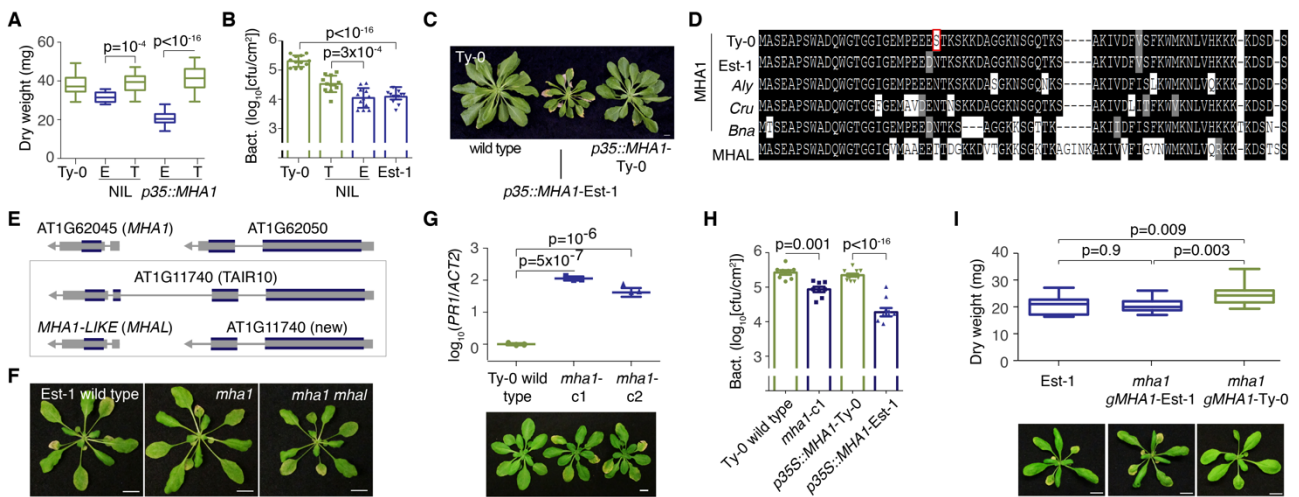 A
p=10-4
<10-16
Dry weight (mg)
60
40
20
0
Ty-0
E
T
E
T
NIL
p35::MHA1
B
p<10-16
p=3x10-4
Bact. (log10[cfu/cm2])
6
5
4
3
0
Ty-0
T
E
Est-1
NIL
C
Ty-0
wild type
p35::MHA1-
Ty-0
p35::MHA1-Est-1
D
MHA1
Ty-0
MASEAPSWADQWGTGGIGEMPEEESTKSKKDAGGKNSGQTKS-----AKIVDFVSFKWMKNLVHKKK-KDSD-S
Est-1
MASEAPSWADQWGTGGIGEMPEEDNTKSKKDAGGKNSGQTKS-----AKIVDFVSFKWMKNLVHKKK-KDSD-S
Aly
Cru
Bna
MHAL
E
AT1G62045 (MHA1)
AT1G62050
AT1G11740 (TAIR10)
MHA1-LIKE (MHAL)
AT1G11740 (new)
F
Est-1 wild type
mha1
mha1 mhal
G
p=10-6
p=5x10-7
log10(PR1/ACT2)
3
2
1
0
Ty-0 wild
type
mha1-
c1
mha1-
c2
H
p=0.001
p<10-16
Bact. (log10[cfu/cm2])
6
5
4
Ty-0 wild type
mha1-c1
p35S::MHA1-Ty-0
p35S::MHA1-Est-1
I
p=0.009
p=0.9
p=0.003
Dry weight (mg)
40
30
20
10
0
Est-1
mha1
gMHA1-Est-1
mha1
gMHA1-Ty-0